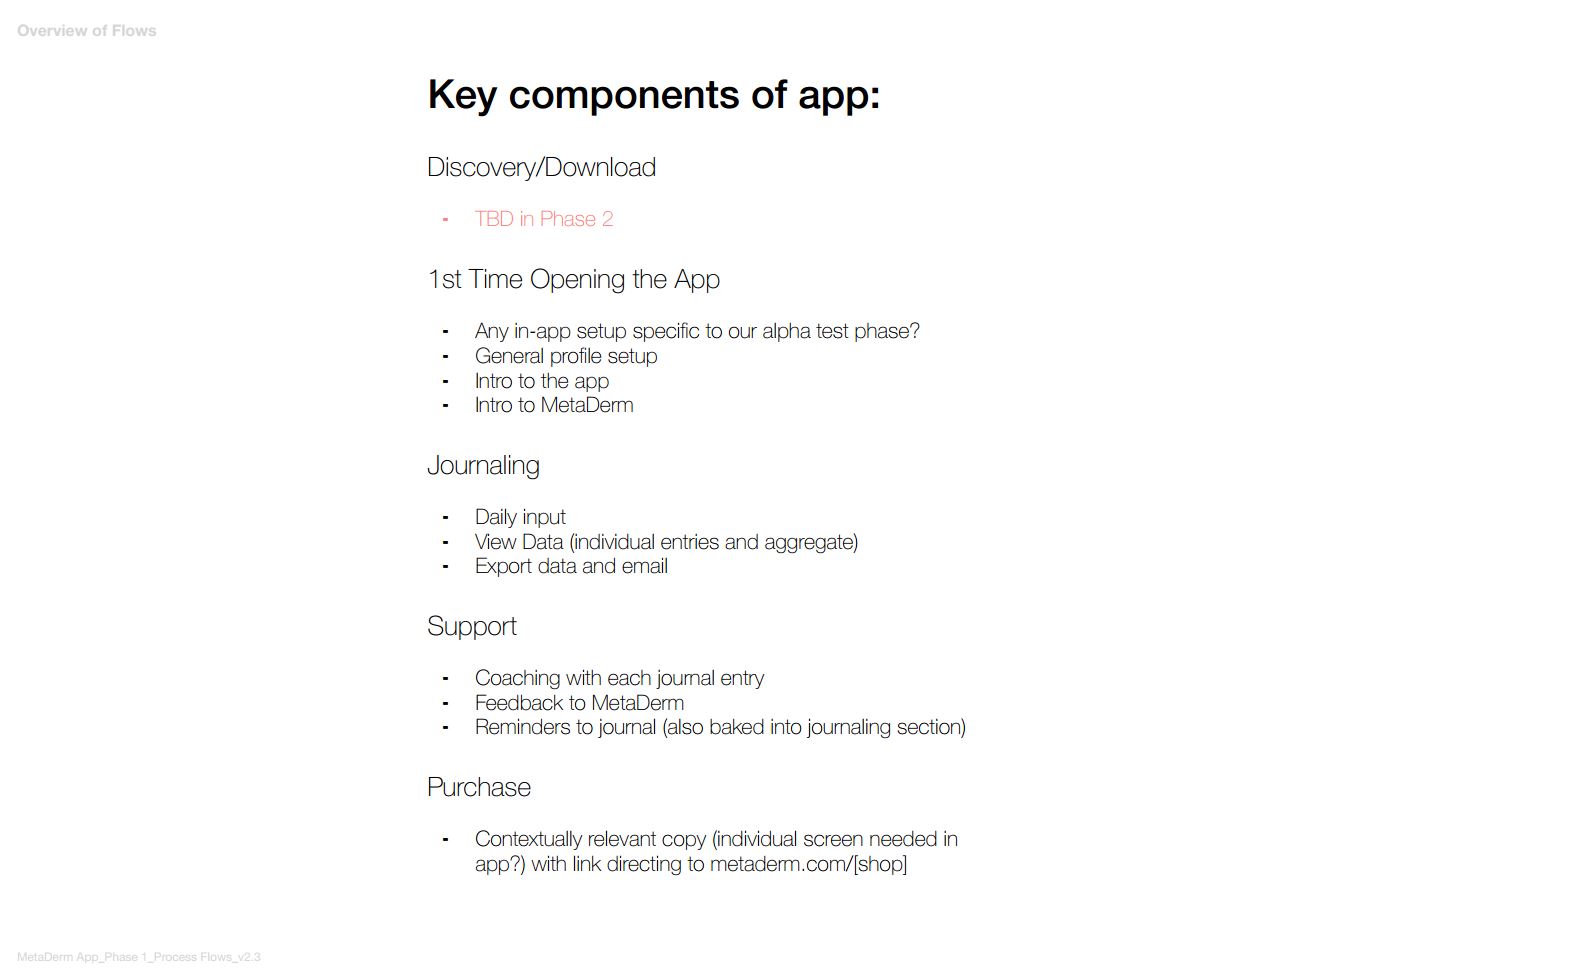 Overview of Flows
Key components of app:
Discovery/Download
- TBD in Phase 2
1st Time Opening the App
- Any in-app setup specific to our alpha test phase?
- General profile setup
- Intro to the app
- Intro to MetaDerm
Journaling
- Daily input
- View Data (individual entries and aggregate)
- Export data and email
Support
- Coaching with each journal entry
- Feedback to MetaDerm
- Reminders to journal (also baked into journaling section)
Purchase
- Contextually relevant copy (individual screen needed in
app?) with link directing to metaderm.com/[shop]
MetaDerm App_Phase 1_Process Flows_v2.3